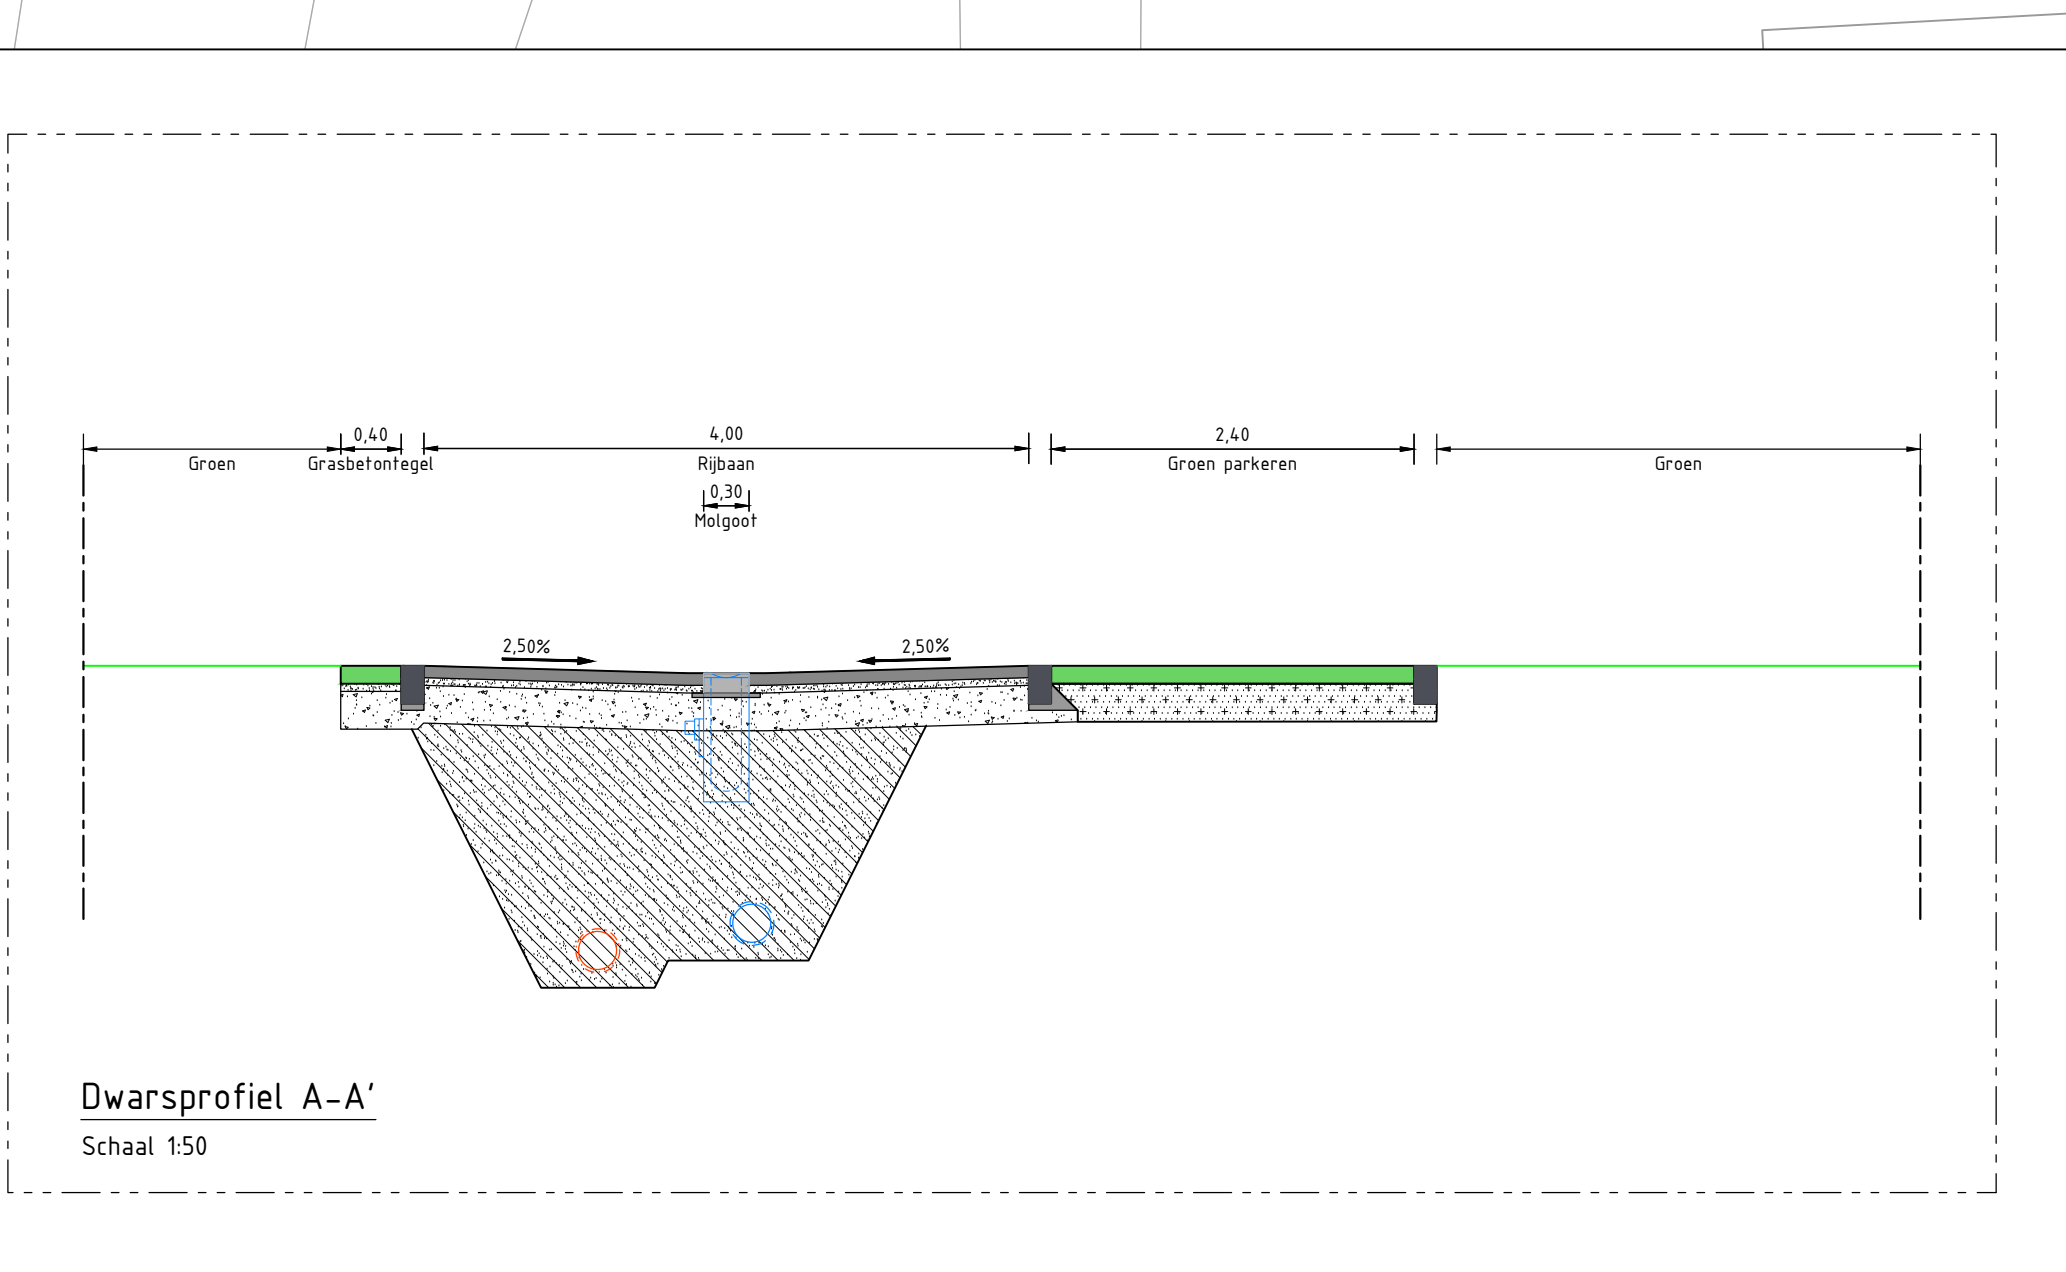 0,40
4,00
2,40
Groen
Grasbetontegel
Rijbaan
Groen parkeren
Groen
0,30
Molgoot
2,50%
2,50%
Dwarsprofiel A-A'
Schaal 1:50